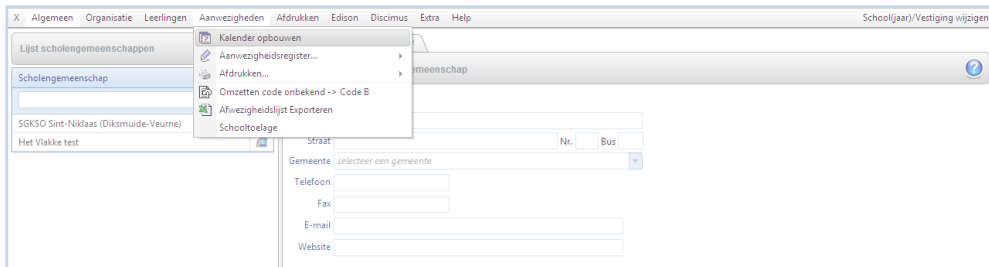 X Algemeen Organisatie Leerlingen Aanwezigheden Afdrukken Edison Discimus Extra Help School(jaar)/Vestiging wijzigen
Lijst scholengemeenschappen
Kalender opbouwen
Aanwezigheidsregister...
meenschap
Scholengemeenschap
Afdrukken...
Omzetten code onbekend -> Code B
Afwezigheidslijst Exporteren
SGKSO Sint-Niklaas (Diksmuide-Veurne)
Schooltoelage
Het Vlakke test
Straat Nr. Bus
Gemeente selecteer een gemeente
Telefoon
Fax
E-mail
Website